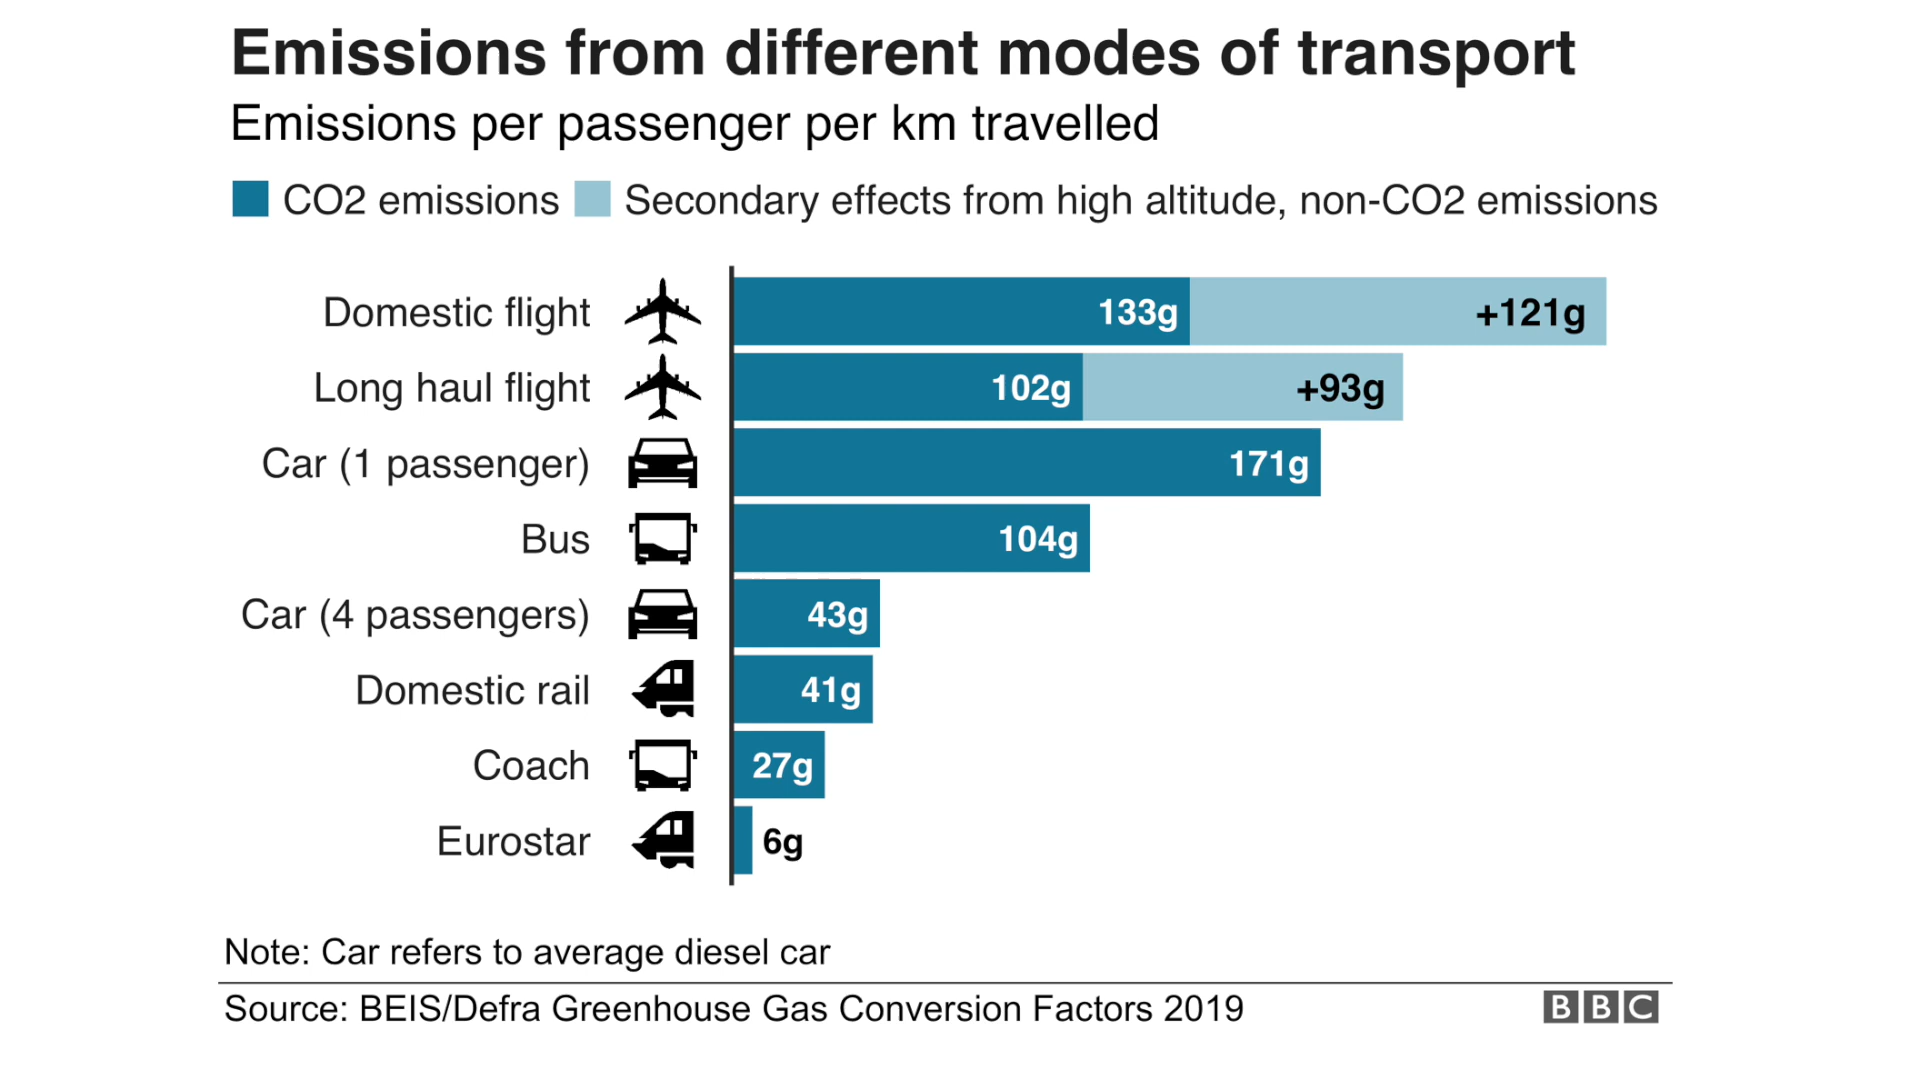 Emissions from different modes of transport
Emissions per passenger per km travelled
CO2 emissions Secondary effects from high altitude, non-CO2 emissions
Domestic flight 133g +121g
Long haul flight 102g +93g
Car (1 passenger) 171g
Bus 104g
Car (4 passengers) 43g
Domestic rail 41g
Coach 27g
Eurostar 6g
Note: Car refers to average diesel car
Source: BEIS/Defra Greenhouse Gas Conversion Factors 2019 BBC